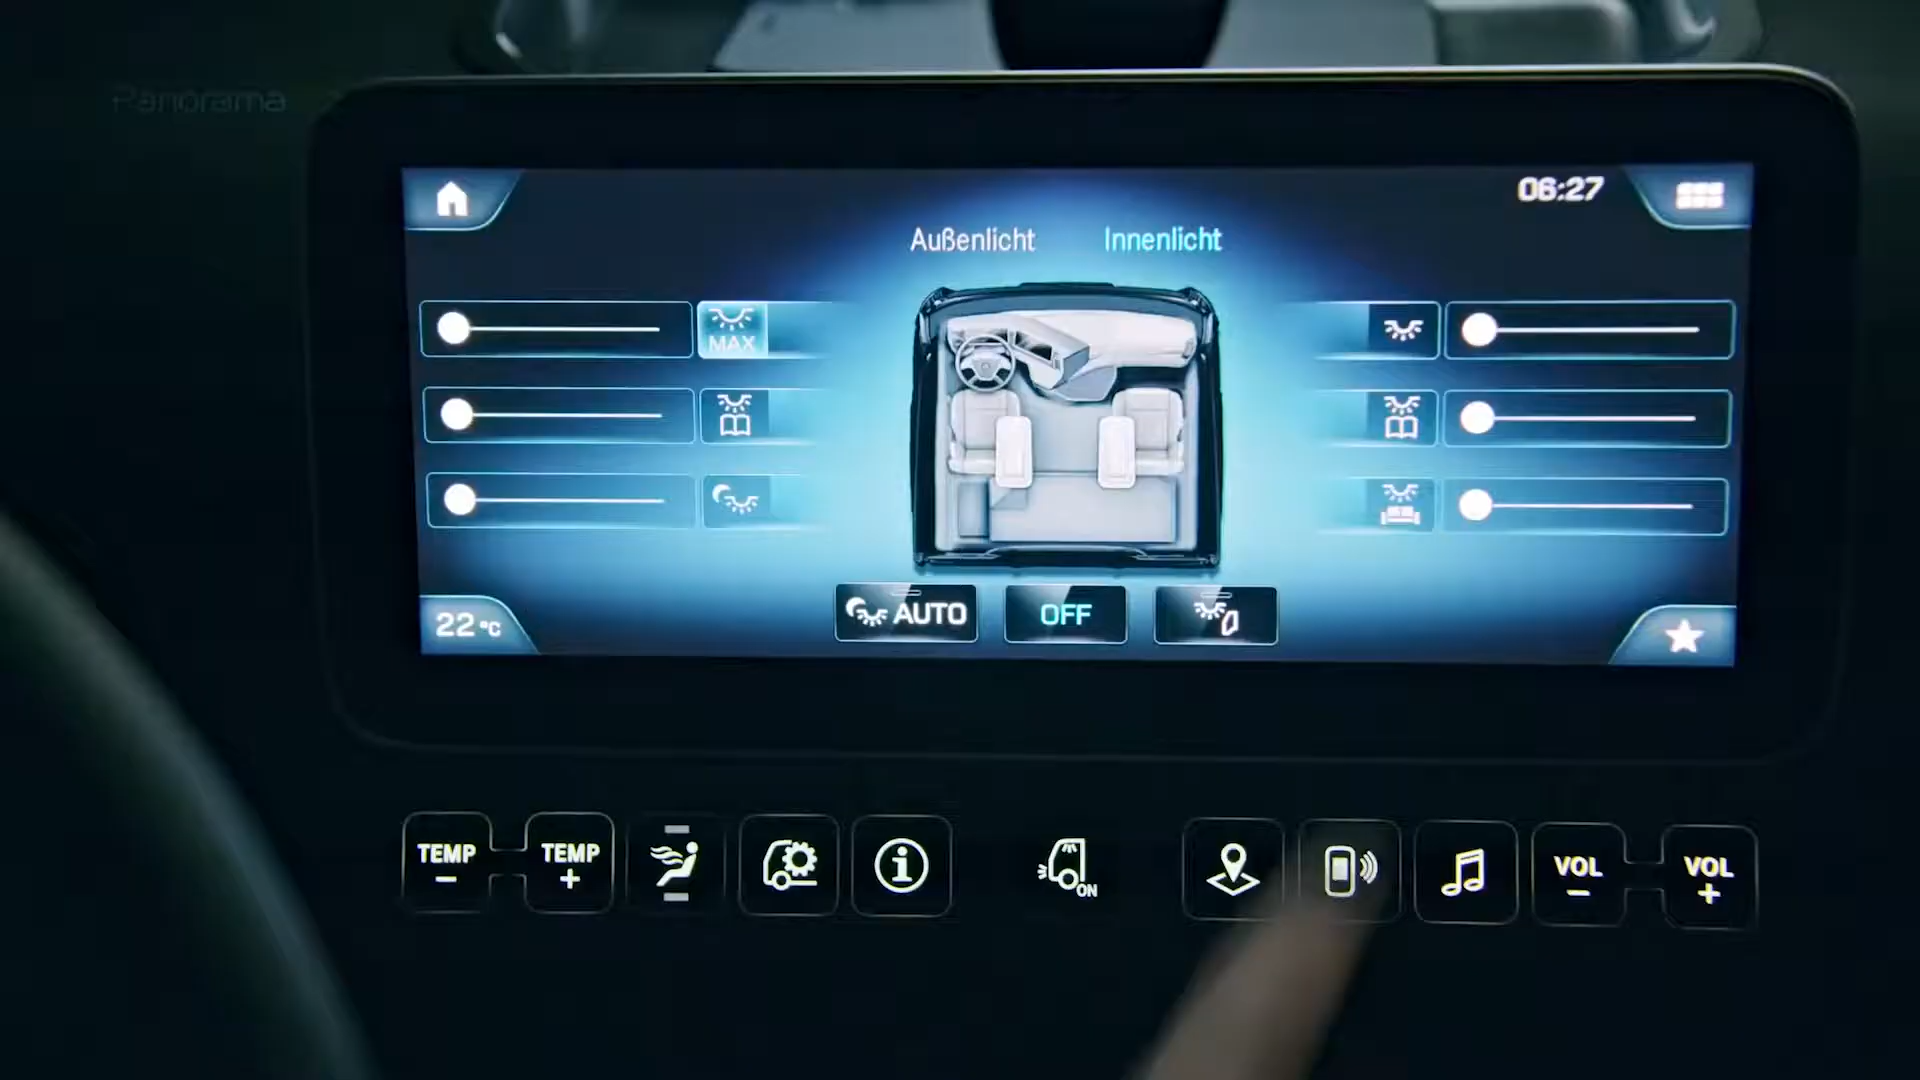 Panorama
06:27
Außenlicht Innenlicht
MAX
AUTO OFF
22 °C
TEMP
−
TEMP
+
ON
VOL
−
VOL
+